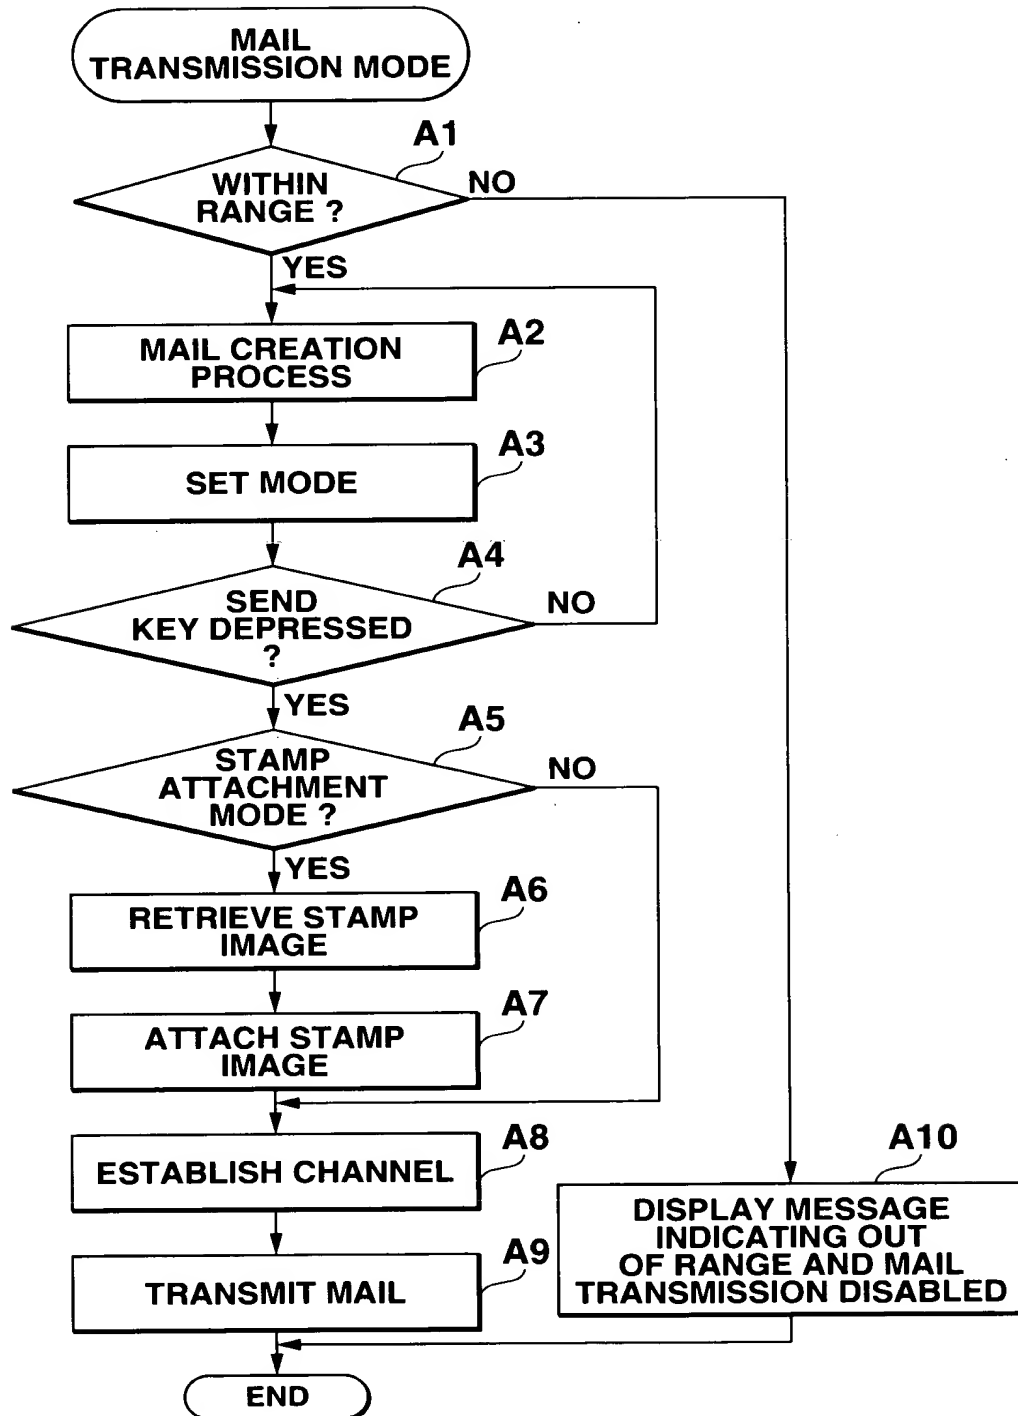 MAIL
TRANSMISSION MODE
A1
WITHIN
RANGE ?
NO
YES
A2
MAIL CREATION
PROCESS
A3
SET MODE
A4
SEND
KEY DEPRESSED
?
NO
YES
A5
STAMP
ATTACHMENT
MODE ?
NO
YES
A6
RETRIEVE STAMP
IMAGE
A7
ATTACH STAMP
IMAGE
A8
ESTABLISH CHANNEL
A10
DISPLAY MESSAGE
INDICATING OUT
OF RANGE AND MAIL
TRANSMISSION DISABLED
A9
TRANSMIT MAIL
END